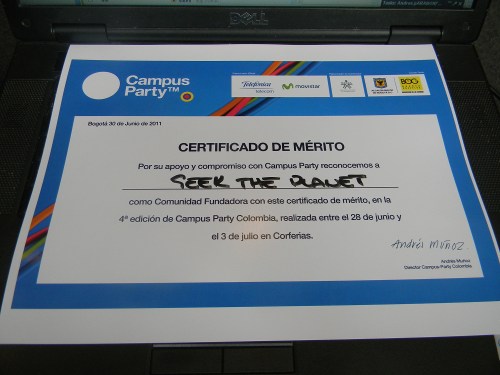 DELL
Campus
Party™
Telefónica
telecom
movistar
BOG
Bogotá 30 de Junio de 2011
CERTIFICADO DE MÉRITO
Por su apoyo y compromiso con Campus Party reconocemos a
GEEK THE PLANET
como Comunidad Fundadora con este certificado de mérito, en la
4ª edición de Campus Party Colombia, realizada entre el 28 de junio y
el 3 de julio en Corferias.
Andrés Muñoz
Andrés Muñoz
Director Campus Party Colombia